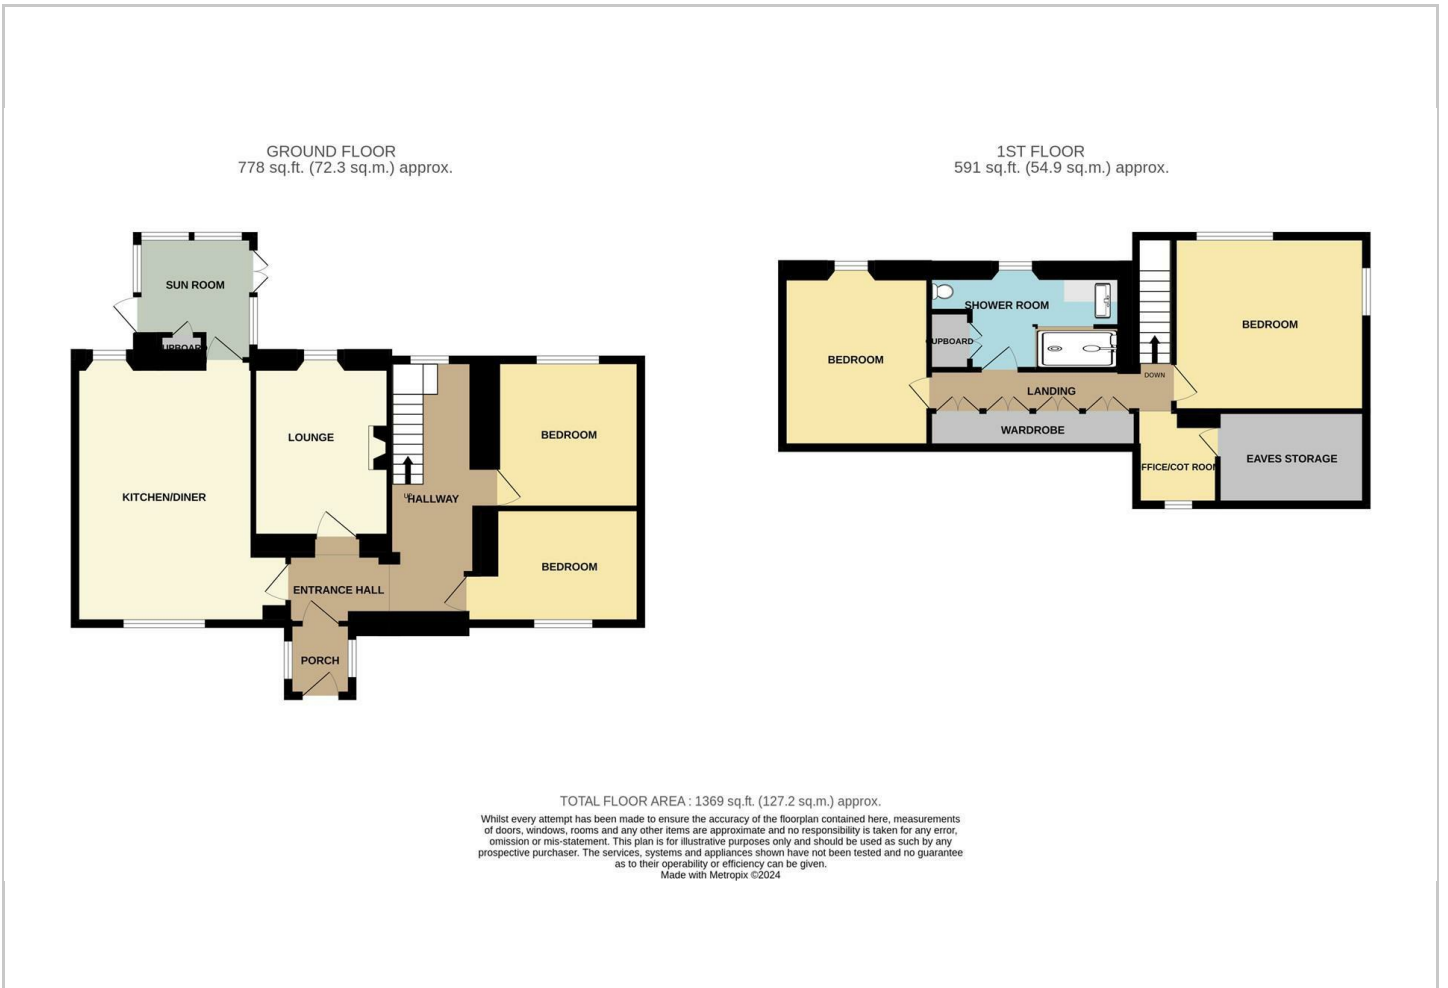 GROUND FLOOR
778 sq.ft. (72.3 sq.m.) approx.
1ST FLOOR
591 sq.ft. (54.9 sq.m.) approx.
SUN ROOM
UPBOARD
LOUNGE
KITCHEN/DINER
UP
HALLWAY
BEDROOM
BEDROOM
ENTRANCE HALL
PORCH
SHOWER ROOM
UPBOARD
BEDROOM
BEDROOM
DOWN
LANDING
WARDROBE
FFICE/COT ROOM
EAVES STORAGE
TOTAL FLOOR AREA : 1369 sq.ft. (127.2 sq.m.) approx.
Whilst every attempt has been made to ensure the accuracy of the floorplan contained here, measurements
of doors, windows, rooms and any other items are approximate and no responsibility is taken for any error,
omission or mis-statement. This plan is for illustrative purposes only and should be used as such by any
prospective purchaser. The services, systems and appliances shown have not been tested and no guarantee
as to their operability or efficiency can be given.
Made with Metropix ©2024